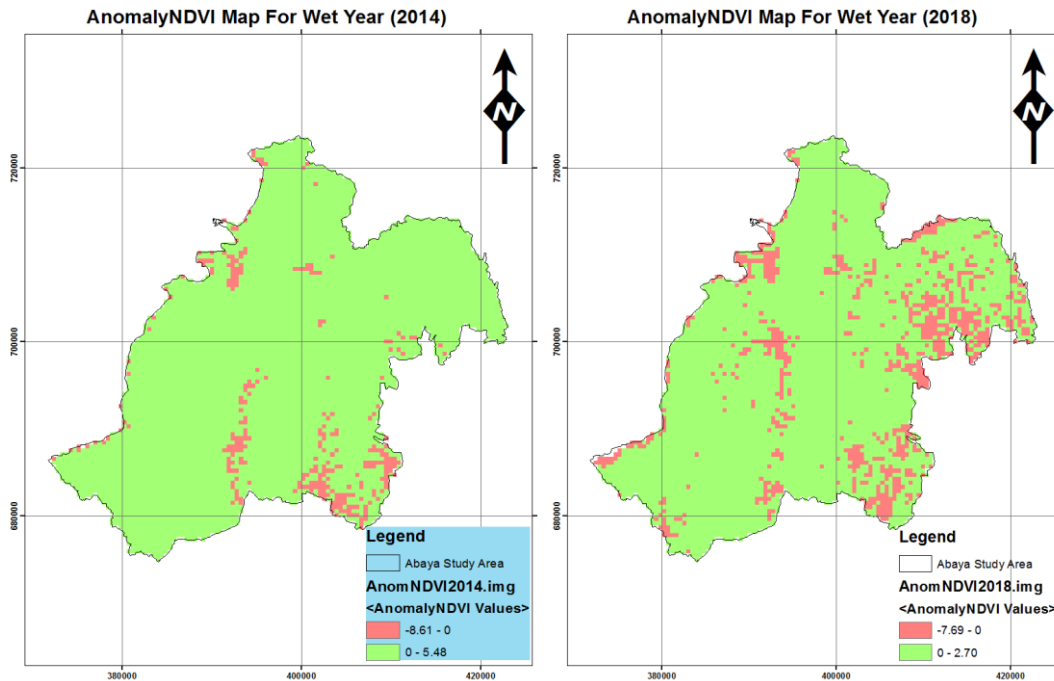 AnomalyNDVI Map For Wet Year (2014)
N
720000
700000
680000
380000
400000
420000
Legend
Abaya Study Area
AnomNDVI2014.img
<AnomalyNDVI Values>
-8.61 - 0
0 - 5.48
AnomalyNDVI Map For Wet Year (2018)
N
720000
700000
680000
380000
400000
420000
Legend
Abaya Study Area
AnomNDVI2018.img
<AnomalyNDVI Values>
-7.69 - 0
0 - 2.70